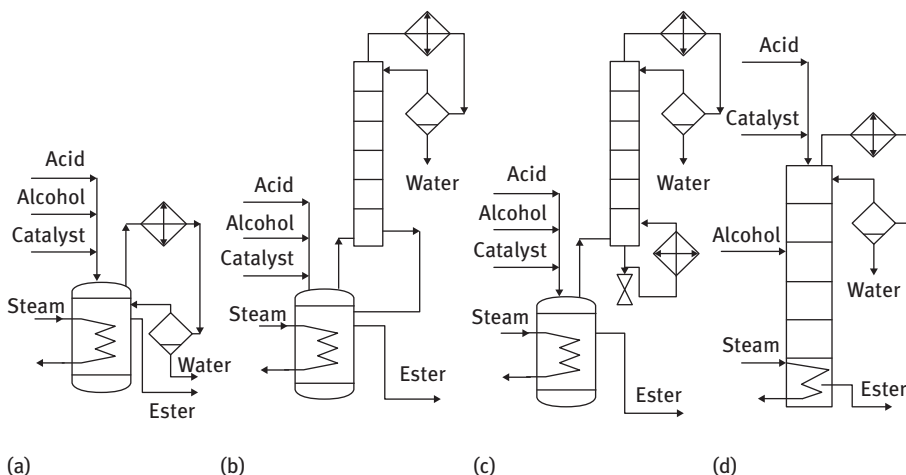 Acid
Alcohol
Catalyst
Steam
Water
Ester
(a)
Acid
Alcohol
Catalyst
Steam
Water
Ester
(b)
Acid
Alcohol
Catalyst
Steam
Water
Ester
(c)
Acid
Catalyst
Alcohol
Water
Steam
Ester
(d)